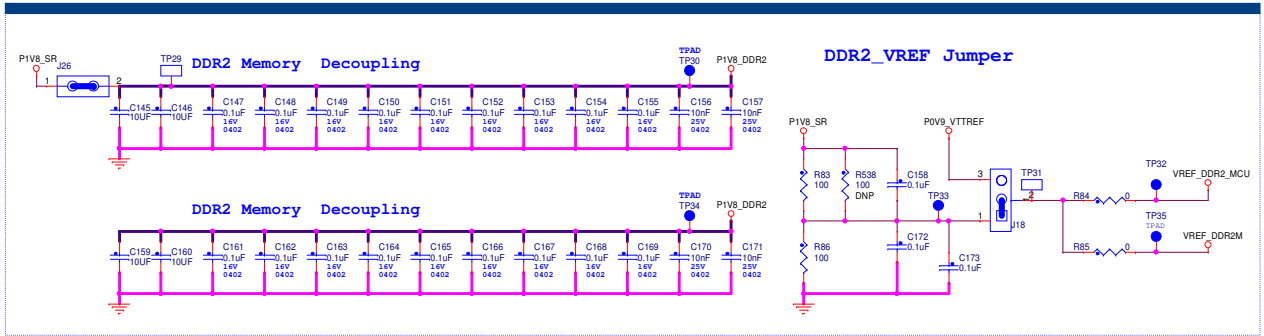 DDR2 Memory Decoupling
P1V8_SR
J26
1
2
TP29
TPAD
TP30
P1V8_DDR2
C145
10UF
C146
10UF
C147
0.1uF
16V
0402
C148
0.1uF
16V
0402
C149
0.1uF
16V
0402
C150
0.1uF
16V
0402
C151
0.1uF
16V
0402
C152
0.1uF
16V
0402
C153
0.1uF
16V
0402
C154
0.1uF
16V
0402
C155
0.1uF
16V
0402
C156
10nF
25V
0402
C157
10nF
25V
0402
DDR2 Memory Decoupling
TPAD
TP34
P1V8_DDR2
C159
10UF
C160
10UF
C161
0.1uF
16V
0402
C162
0.1uF
16V
0402
C163
0.1uF
16V
0402
C164
0.1uF
16V
0402
C165
0.1uF
16V
0402
C166
0.1uF
16V
0402
C167
0.1uF
16V
0402
C168
0.1uF
16V
0402
C169
0.1uF
16V
0402
C170
10nF
25V
0402
C171
10nF
25V
0402
DDR2_VREF Jumper
P1V8_SR
P0V9_VTTREF
R83
100
R538
100
DNP
C158
0.1uF
TP33
R86
100
C172
0.1uF
C173
0.1uF
3
2
1
J18
TP31
R84
0
TP32
VREF_DDR2_MCU
R85
0
TP35
TPAD
VREF_DDR2M